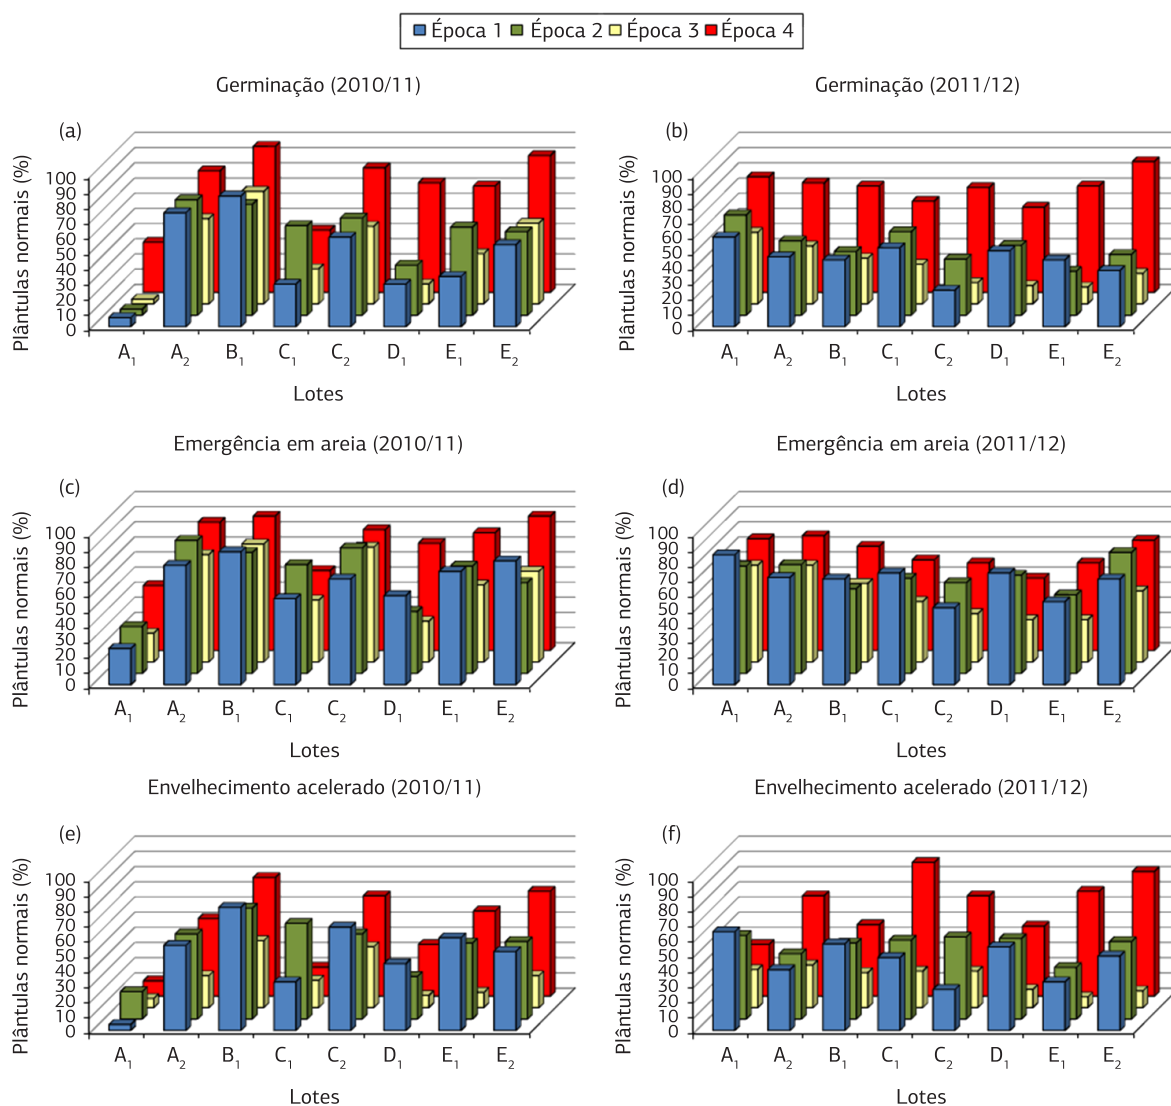 Época 1 Época 2 Época 3 Época 4
Germinação (2010/11)
(a)
Plântulas normais (%)
100
90
80
70
60
50
40
30
20
10
0
A1 A2 B1 C1 C2 D1 E1 E2
Lotes
Germinação (2011/12)
(b)
Plântulas normais (%)
100
90
80
70
60
50
40
30
20
10
0
A1 A2 B1 C1 C2 D1 E1 E2
Lotes
Emergência em areia (2010/11)
(c)
Plântulas normais (%)
100
90
80
70
60
50
40
30
20
10
0
A1 A2 B1 C1 C2 D1 E1 E2
Lotes
Emergência em areia (2011/12)
(d)
Plântulas normais (%)
100
90
80
70
60
50
40
30
20
10
0
A1 A2 B1 C1 C2 D1 E1 E2
Lotes
Envelhecimento acelerado (2010/11)
(e)
Plântulas normais (%)
100
90
80
70
60
50
40
30
20
10
0
A1 A2 B1 C1 C2 D1 E1 E2
Lotes
Envelhecimento acelerado (2011/12)
(f)
Plântulas normais (%)
100
90
80
70
60
50
40
30
20
10
0
A1 A2 B1 C1 C2 D1 E1 E2
Lotes